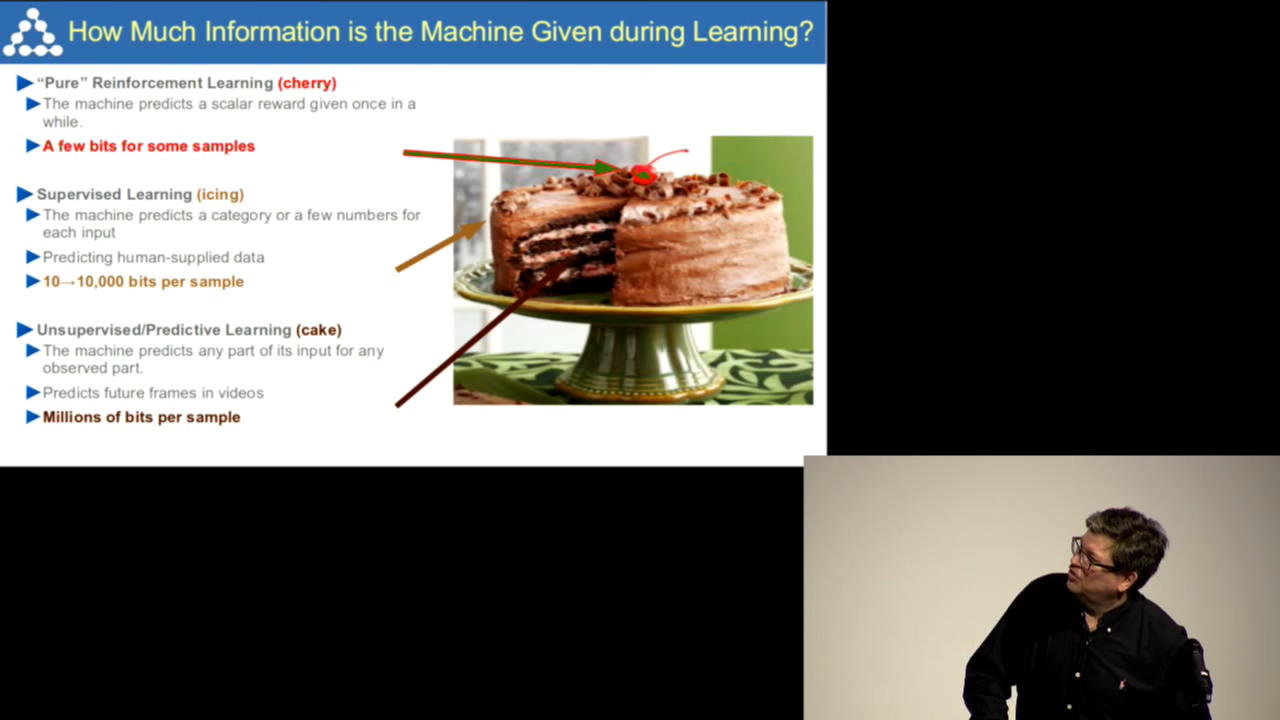 How Much Information is the Machine Given during Learning?
"Pure" Reinforcement Learning (cherry)
The machine predicts a scalar reward given once in a
while.
A few bits for some samples
Supervised Learning (icing)
The machine predicts a category or a few numbers for
each input
Predicting human-supplied data
10→10,000 bits per sample
Unsupervised/Predictive Learning (cake)
The machine predicts any part of its input for any
observed part.
Predicts future frames in videos
Millions of bits per sample